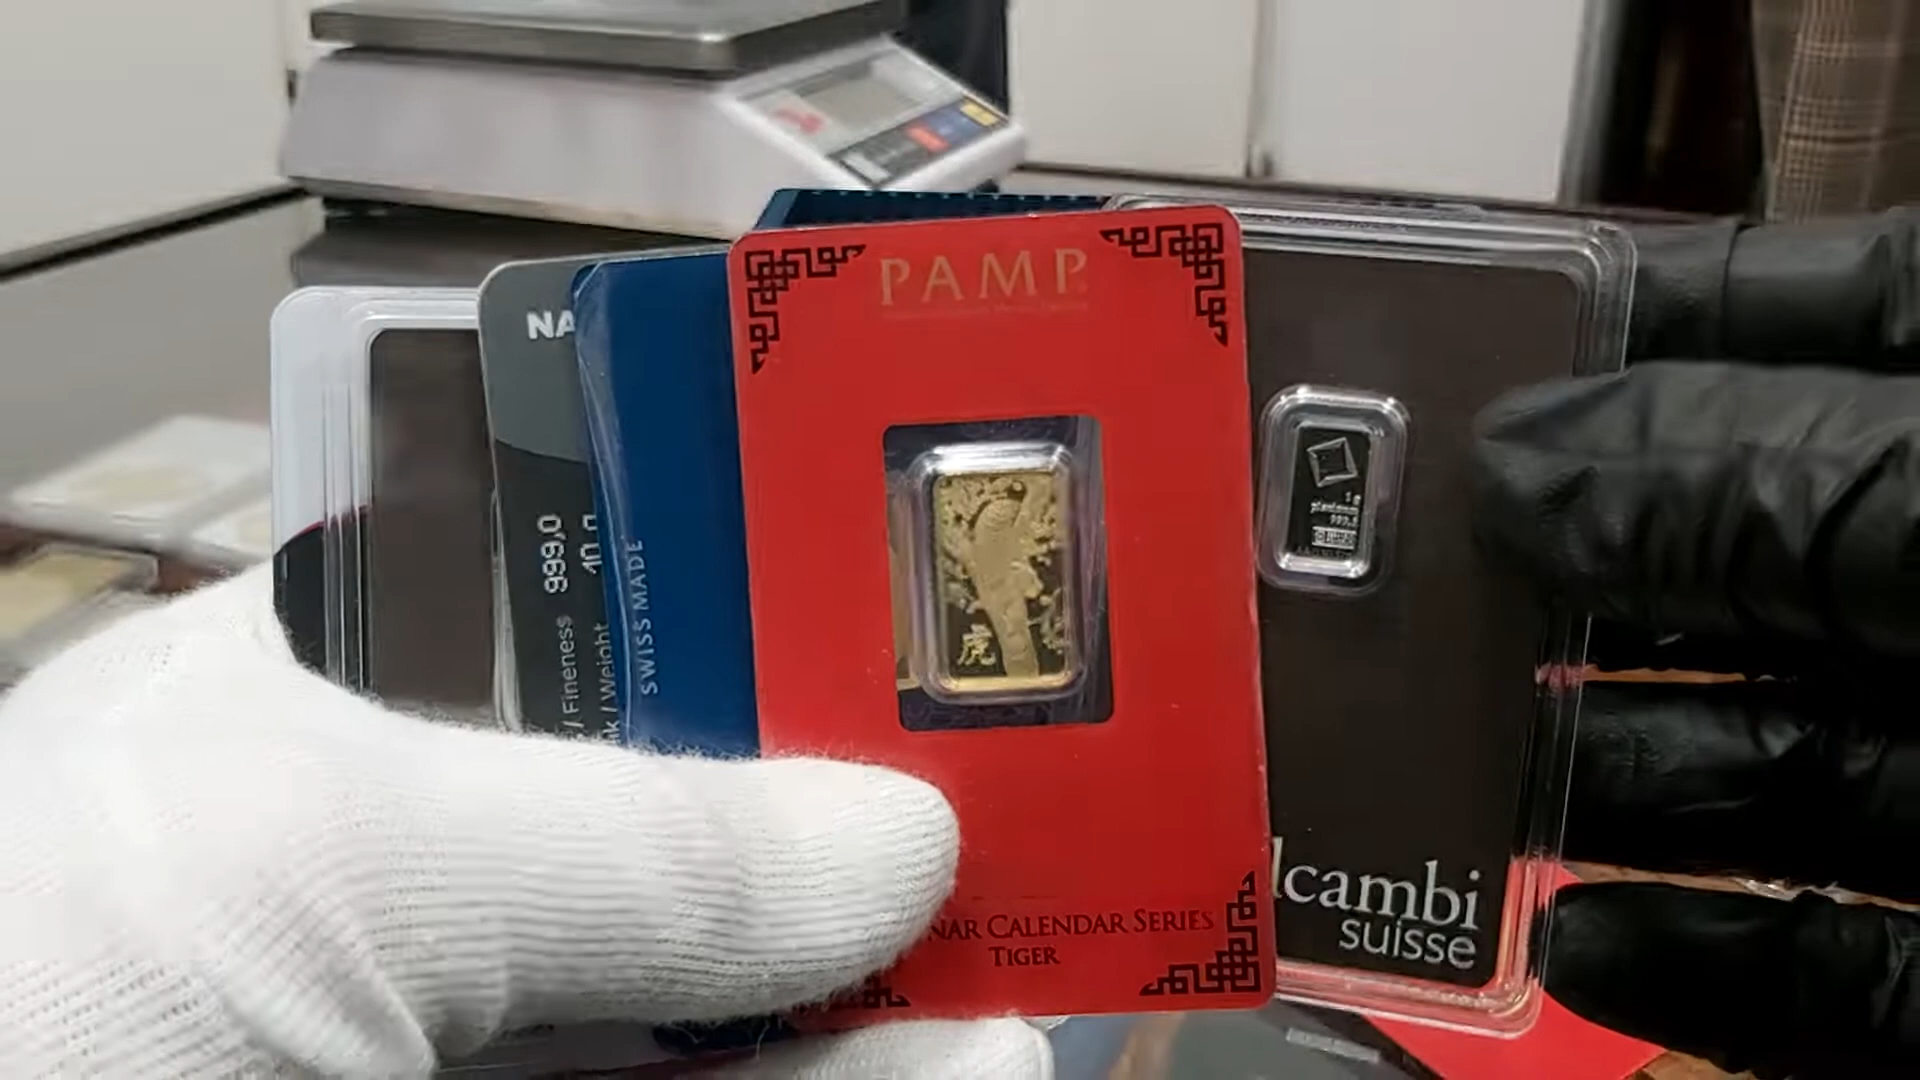 PAMP
NA
999,0
10 g
/ Fineness
/ Weight
SWISS MADE
虎
NAR CALENDAR SERIES
TIGER
1 g
platinum
999,5
lcambi
suisse